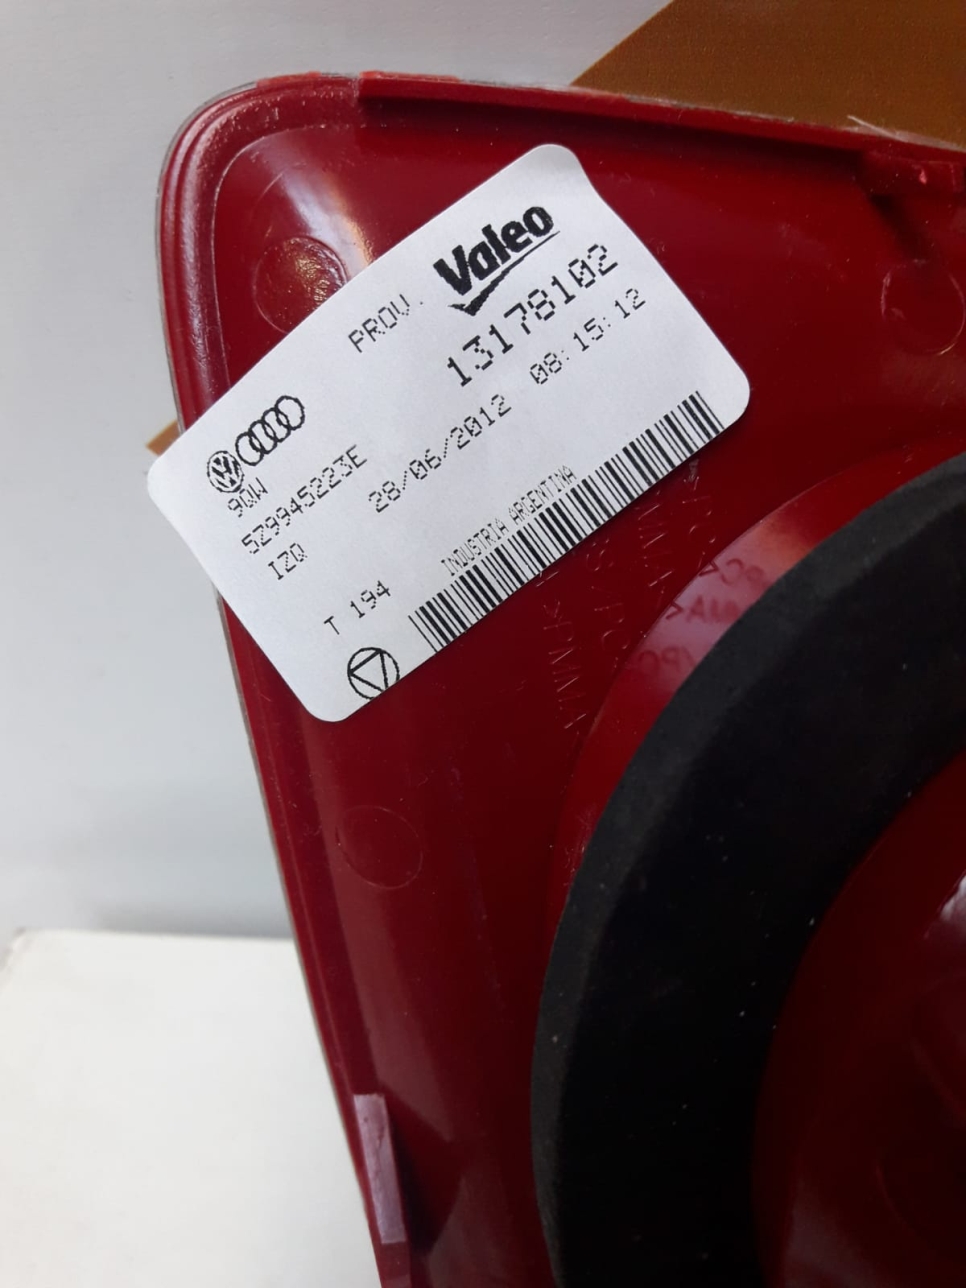 PROV. Valeo
13178102
28/06/2012 08:15:12
9QW
5Z9945223E
IZQ
T 194
INDUSTRIA ARGENTINA